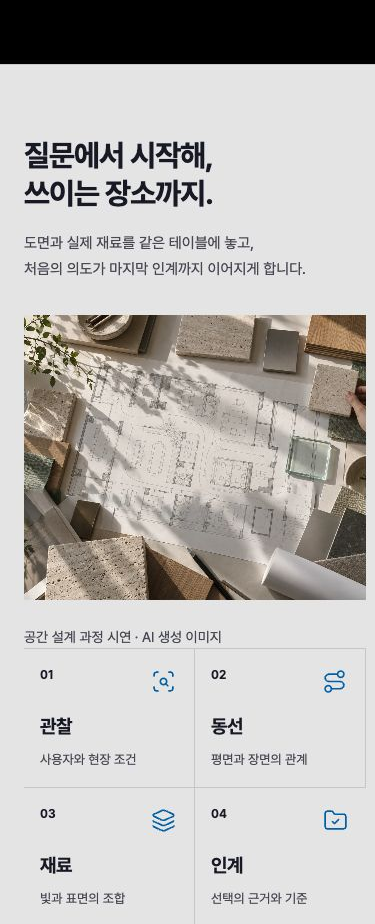 질문에서 시작해,
쓰이는 장소까지.
도면과 실제 재료를 같은 테이블에 놓고,
처음의 의도가 마지막 인계까지 이어지게 합니다.
공간 설계 과정 시연 · AI 생성 이미지
01
관찰
사용자와 현장 조건
02
동선
평면과 장면의 관계
03
재료
빛과 표면의 조합
04
인계
선택의 근거와 기준